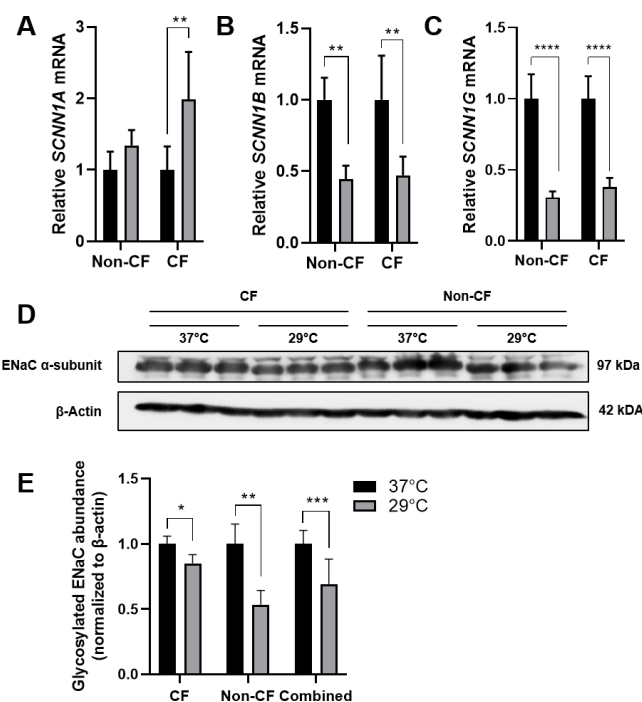 A
Relative SCNN1A mRNA
3
2
1
0
**
Non-CF CF
B
Relative SCNN1B mRNA
1.5
1.0
0.5
0.0
** **
Non-CF CF
C
Relative SCNN1G mRNA
1.5
1.0
0.5
0.0
**** ****
Non-CF CF
D
CF Non-CF
37°C 29°C 37°C 29°C
ENaC α-subunit 97 kDa
β-Actin 42 kDA
E
Glycosylated ENaC abundance
(normalized to β-actin)
1.5
1.0
0.5
0.0
* ** ***
CF Non-CF Combined
37°C
29°C